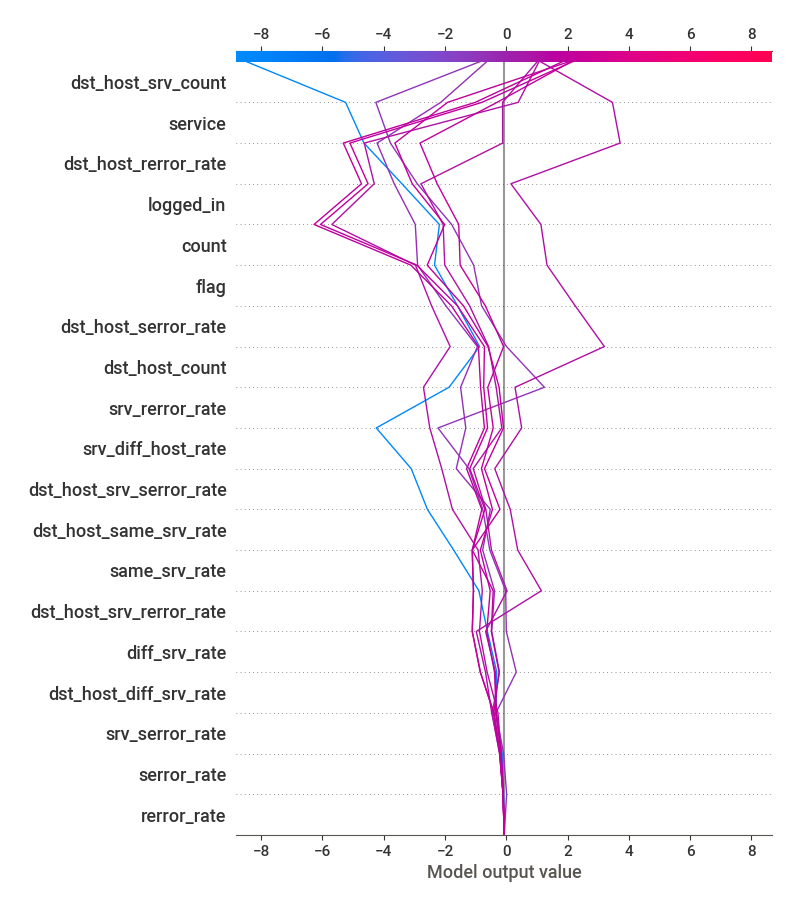 −8 −6 −4 −2 0 2 4 6 8
dst_host_srv_count
service
dst_host_rerror_rate
logged_in
count
flag
dst_host_serror_rate
dst_host_count
srv_rerror_rate
srv_diff_host_rate
dst_host_srv_serror_rate
dst_host_same_srv_rate
same_srv_rate
dst_host_srv_rerror_rate
diff_srv_rate
dst_host_diff_srv_rate
srv_serror_rate
serror_rate
rerror_rate
−8 −6 −4 −2 0 2 4 6 8
Model output value